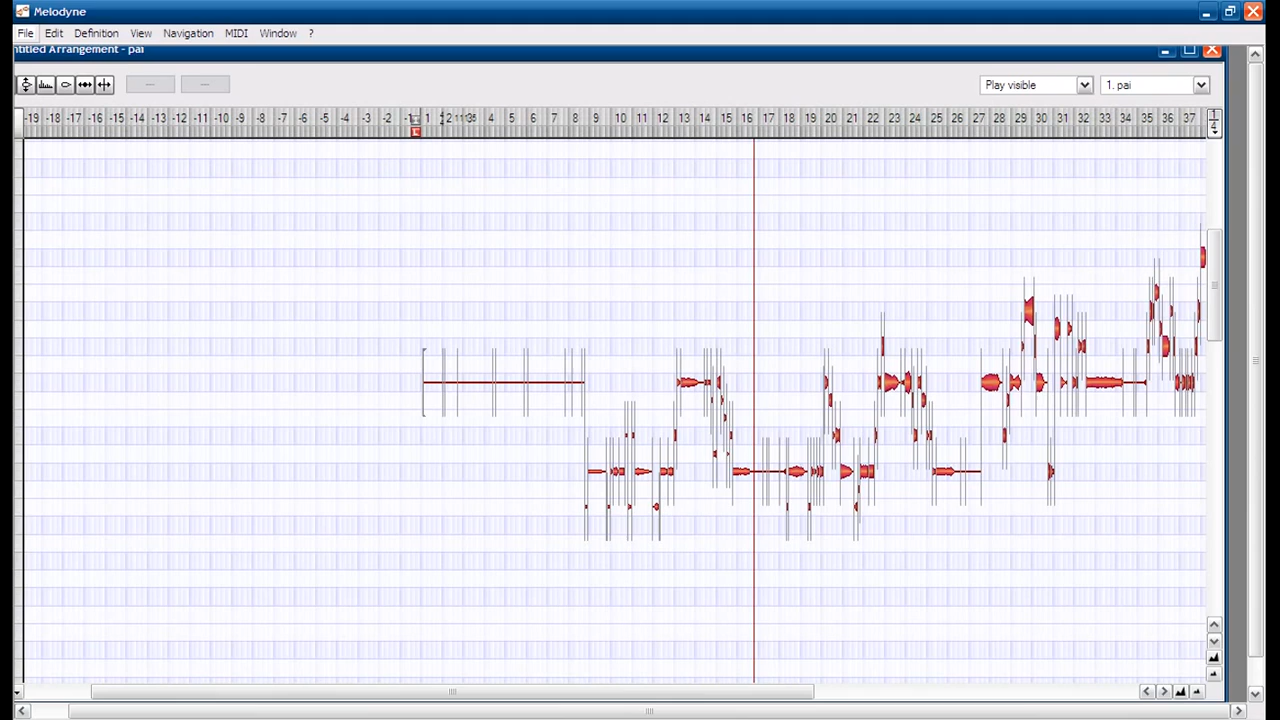 Melodyne
File Edit Definition View Navigation MIDI Window ?
ntitled Arrangement - pai
Play visible 1. pai
-19 -18 -17 -16 -15 -14 -13 -12 -11 -10 -9 -8 -7 -6 -5 -4 -3 -2 -1 1 2 4 5 6 7 8 9 10 11 12 13 14 15 16 17 18 19 20 21 22 23 24 25 26 27 28 29 30 31 32 33 34 35 36 37